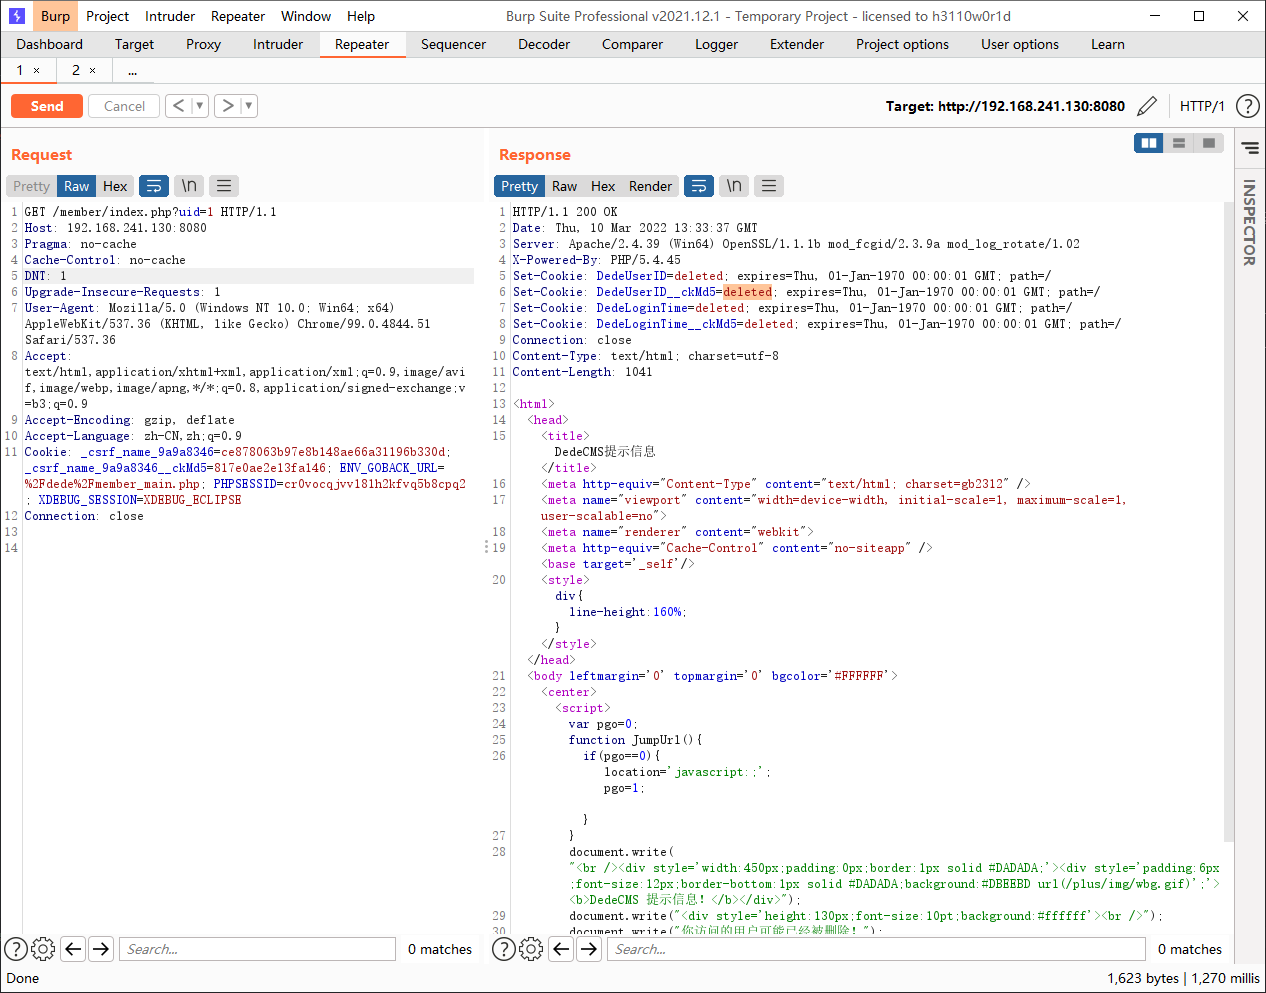 Burp Project Intruder Repeater Window Help Burp Suite Professional v2021.12.1 - Temporary Project - licensed to h3110w0r1d
Dashboard Target Proxy Intruder Repeater Sequencer Decoder Comparer Logger Extender Project options User options Learn
1 × 2 × ...
Send Cancel < ▼ > ▼ Target: http://192.168.241.130:8080 HTTP/1 ?
Request
Pretty Raw Hex \n
1 GET /member/index.php?uid=1 HTTP/1.1
2 Host: 192.168.241.130:8080
3 Pragma: no-cache
4 Cache-Control: no-cache
5 DNT: 1
6 Upgrade-Insecure-Requests: 1
7 User-Agent: Mozilla/5.0 (Windows NT 10.0; Win64; x64)
AppleWebKit/537.36 (KHTML, like Gecko) Chrome/99.0.4844.51
Safari/537.36
8 Accept:
text/html,application/xhtml+xml,application/xml;q=0.9,image/avi
f,image/webp,image/apng,*/*;q=0.8,application/signed-exchange;v
=b3;q=0.9
9 Accept-Encoding: gzip, deflate
10 Accept-Language: zh-CN,zh;q=0.9
11 Cookie: _csrf_name_9a9a8346=ce878063b97e8b148ae66a31196b330d;
_csrf_name_9a9a8346__ckMd5=817e0ae2e13fa146; ENV_GOBACK_URL=
%2Fdede%2Fmember_main.php; PHPSESSID=cr0vocqjvv181h2kfvq5b8cpq2
; XDEBUG_SESSION=XDEBUG_ECLIPSE
12 Connection: close
13
14
Response
Pretty Raw Hex Render \n
1 HTTP/1.1 200 OK
2 Date: Thu, 10 Mar 2022 13:33:37 GMT
3 Server: Apache/2.4.39 (Win64) OpenSSL/1.1.1b mod_fcgid/2.3.9a mod_log_rotate/1.02
4 X-Powered-By: PHP/5.4.45
5 Set-Cookie: DedeUserID=deleted; expires=Thu, 01-Jan-1970 00:00:01 GMT; path=/
6 Set-Cookie: DedeUserID__ckMd5=deleted; expires=Thu, 01-Jan-1970 00:00:01 GMT; path=/
7 Set-Cookie: DedeLoginTime=deleted; expires=Thu, 01-Jan-1970 00:00:01 GMT; path=/
8 Set-Cookie: DedeLoginTime__ckMd5=deleted; expires=Thu, 01-Jan-1970 00:00:01 GMT; path=/
9 Connection: close
10 Content-Type: text/html; charset=utf-8
11 Content-Length: 1041
12
13 <html>
14 <head>
15 <title>
DedeCMS提示信息
</title>
16 <meta http-equiv="Content-Type" content="text/html; charset=gb2312" />
17 <meta name="viewport" content="width=device-width, initial-scale=1, maximum-scale=1,
user-scalable=no">
18 <meta name="renderer" content="webkit">
19 <meta http-equiv="Cache-Control" content="no-siteapp" />
<base target='_self'/>
20 <style>
div{
line-height:160%;
}
</style>
</head>
21 <body leftmargin='0' topmargin='0' bgcolor='#FFFFFF'>
22 <center>
23 <script>
24 var pgo=0;
25 function JumpUrl(){
26 if(pgo==0){
location='javascript:;';
pgo=1;
}
27 }
28 document.write(
"<br /><div style='width:450px;padding:0px;border:1px solid #DADADA;'><div style='padding:6px
;font-size:12px;border-bottom:1px solid #DADADA;background:#DBEEBD url(/plus/img/wbg.gif)';'>
<b>DedeCMS 提示信息！</b></div>");
29 document.write("<div style='height:130px;font-size:10pt;background:#ffffff'><br />");
30 document.write("你访问的用户可能已经被删除！");
? Search... 0 matches
? Search... 0 matches
INSPECTOR
Done 1,623 bytes | 1,270 millis